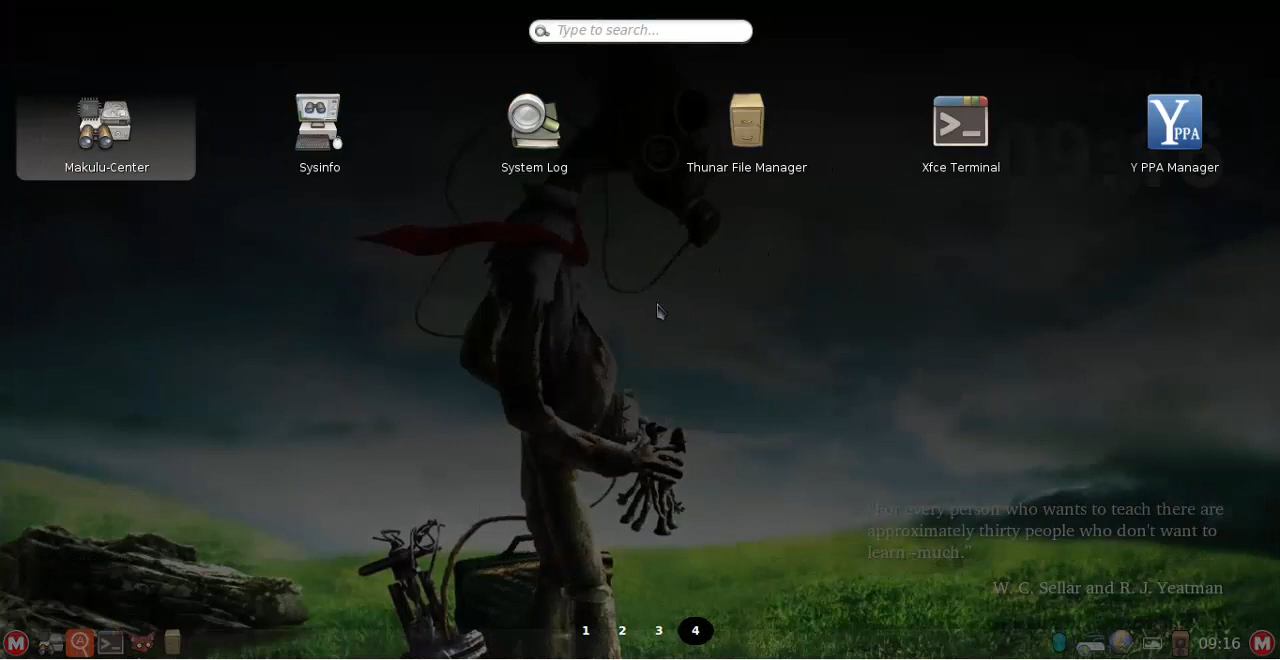 Type to search...
Makulu-Center
Sysinfo
System Log
Thunar File Manager
Xfce Terminal
Y PPA Manager
Y PPA
"For every person who wants to teach there are
approximately thirty people who don't want to
learn -much."
W. C. Sellar and R. J. Yeatman
1 2 3 4
M
09:16
M